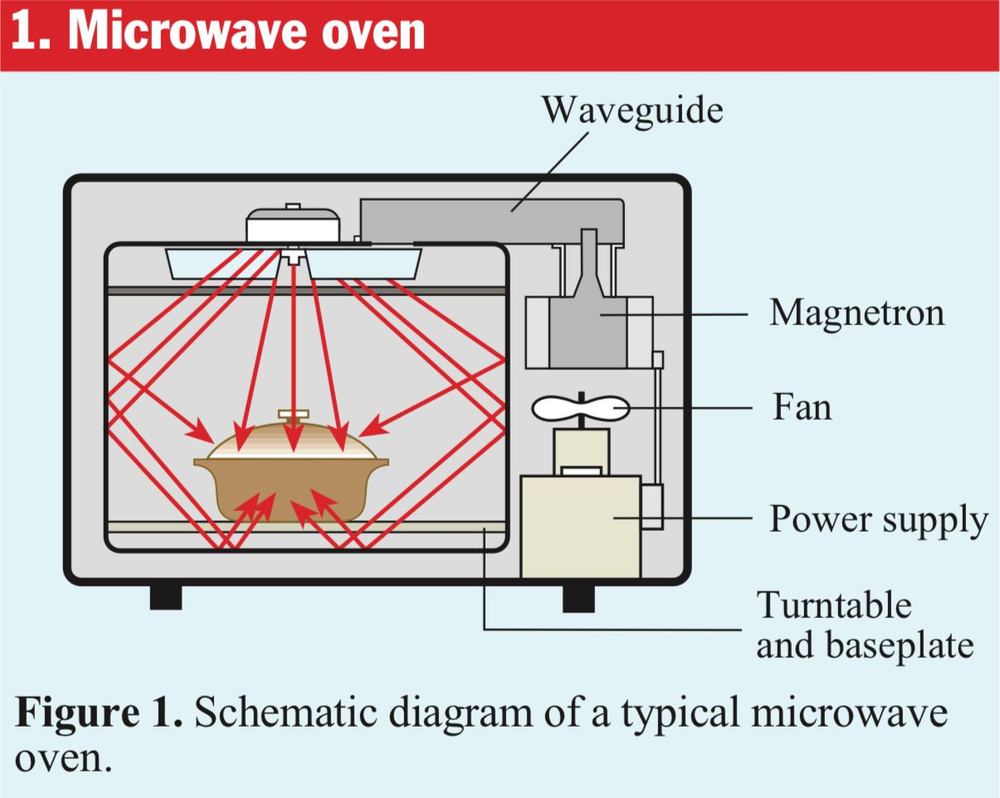 1. Microwave oven
Waveguide
Magnetron
Fan
Power supply
Turntable
and baseplate
Figure 1. Schematic diagram of a typical microwave
oven.